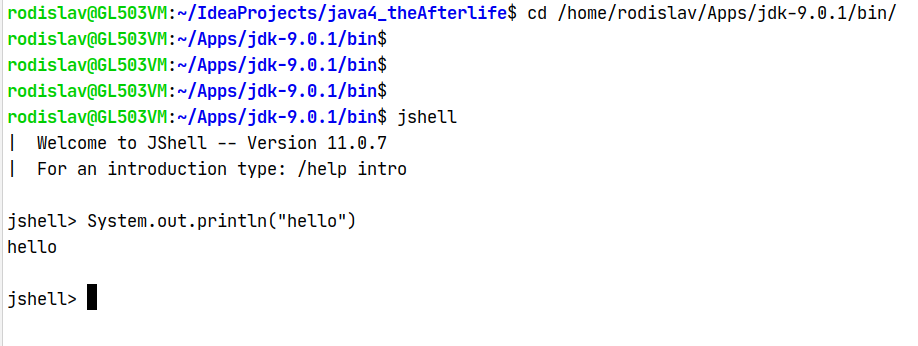 rodislav@GL503VM:~/IdeaProjects/java4_theAfterlife$ cd /home/rodislav/Apps/jdk-9.0.1/bin/
rodislav@GL503VM:~/Apps/jdk-9.0.1/bin$
rodislav@GL503VM:~/Apps/jdk-9.0.1/bin$
rodislav@GL503VM:~/Apps/jdk-9.0.1/bin$
rodislav@GL503VM:~/Apps/jdk-9.0.1/bin$ jshell
|  Welcome to JShell -- Version 11.0.7
|  For an introduction type: /help intro
jshell> System.out.println("hello")
hello
jshell>